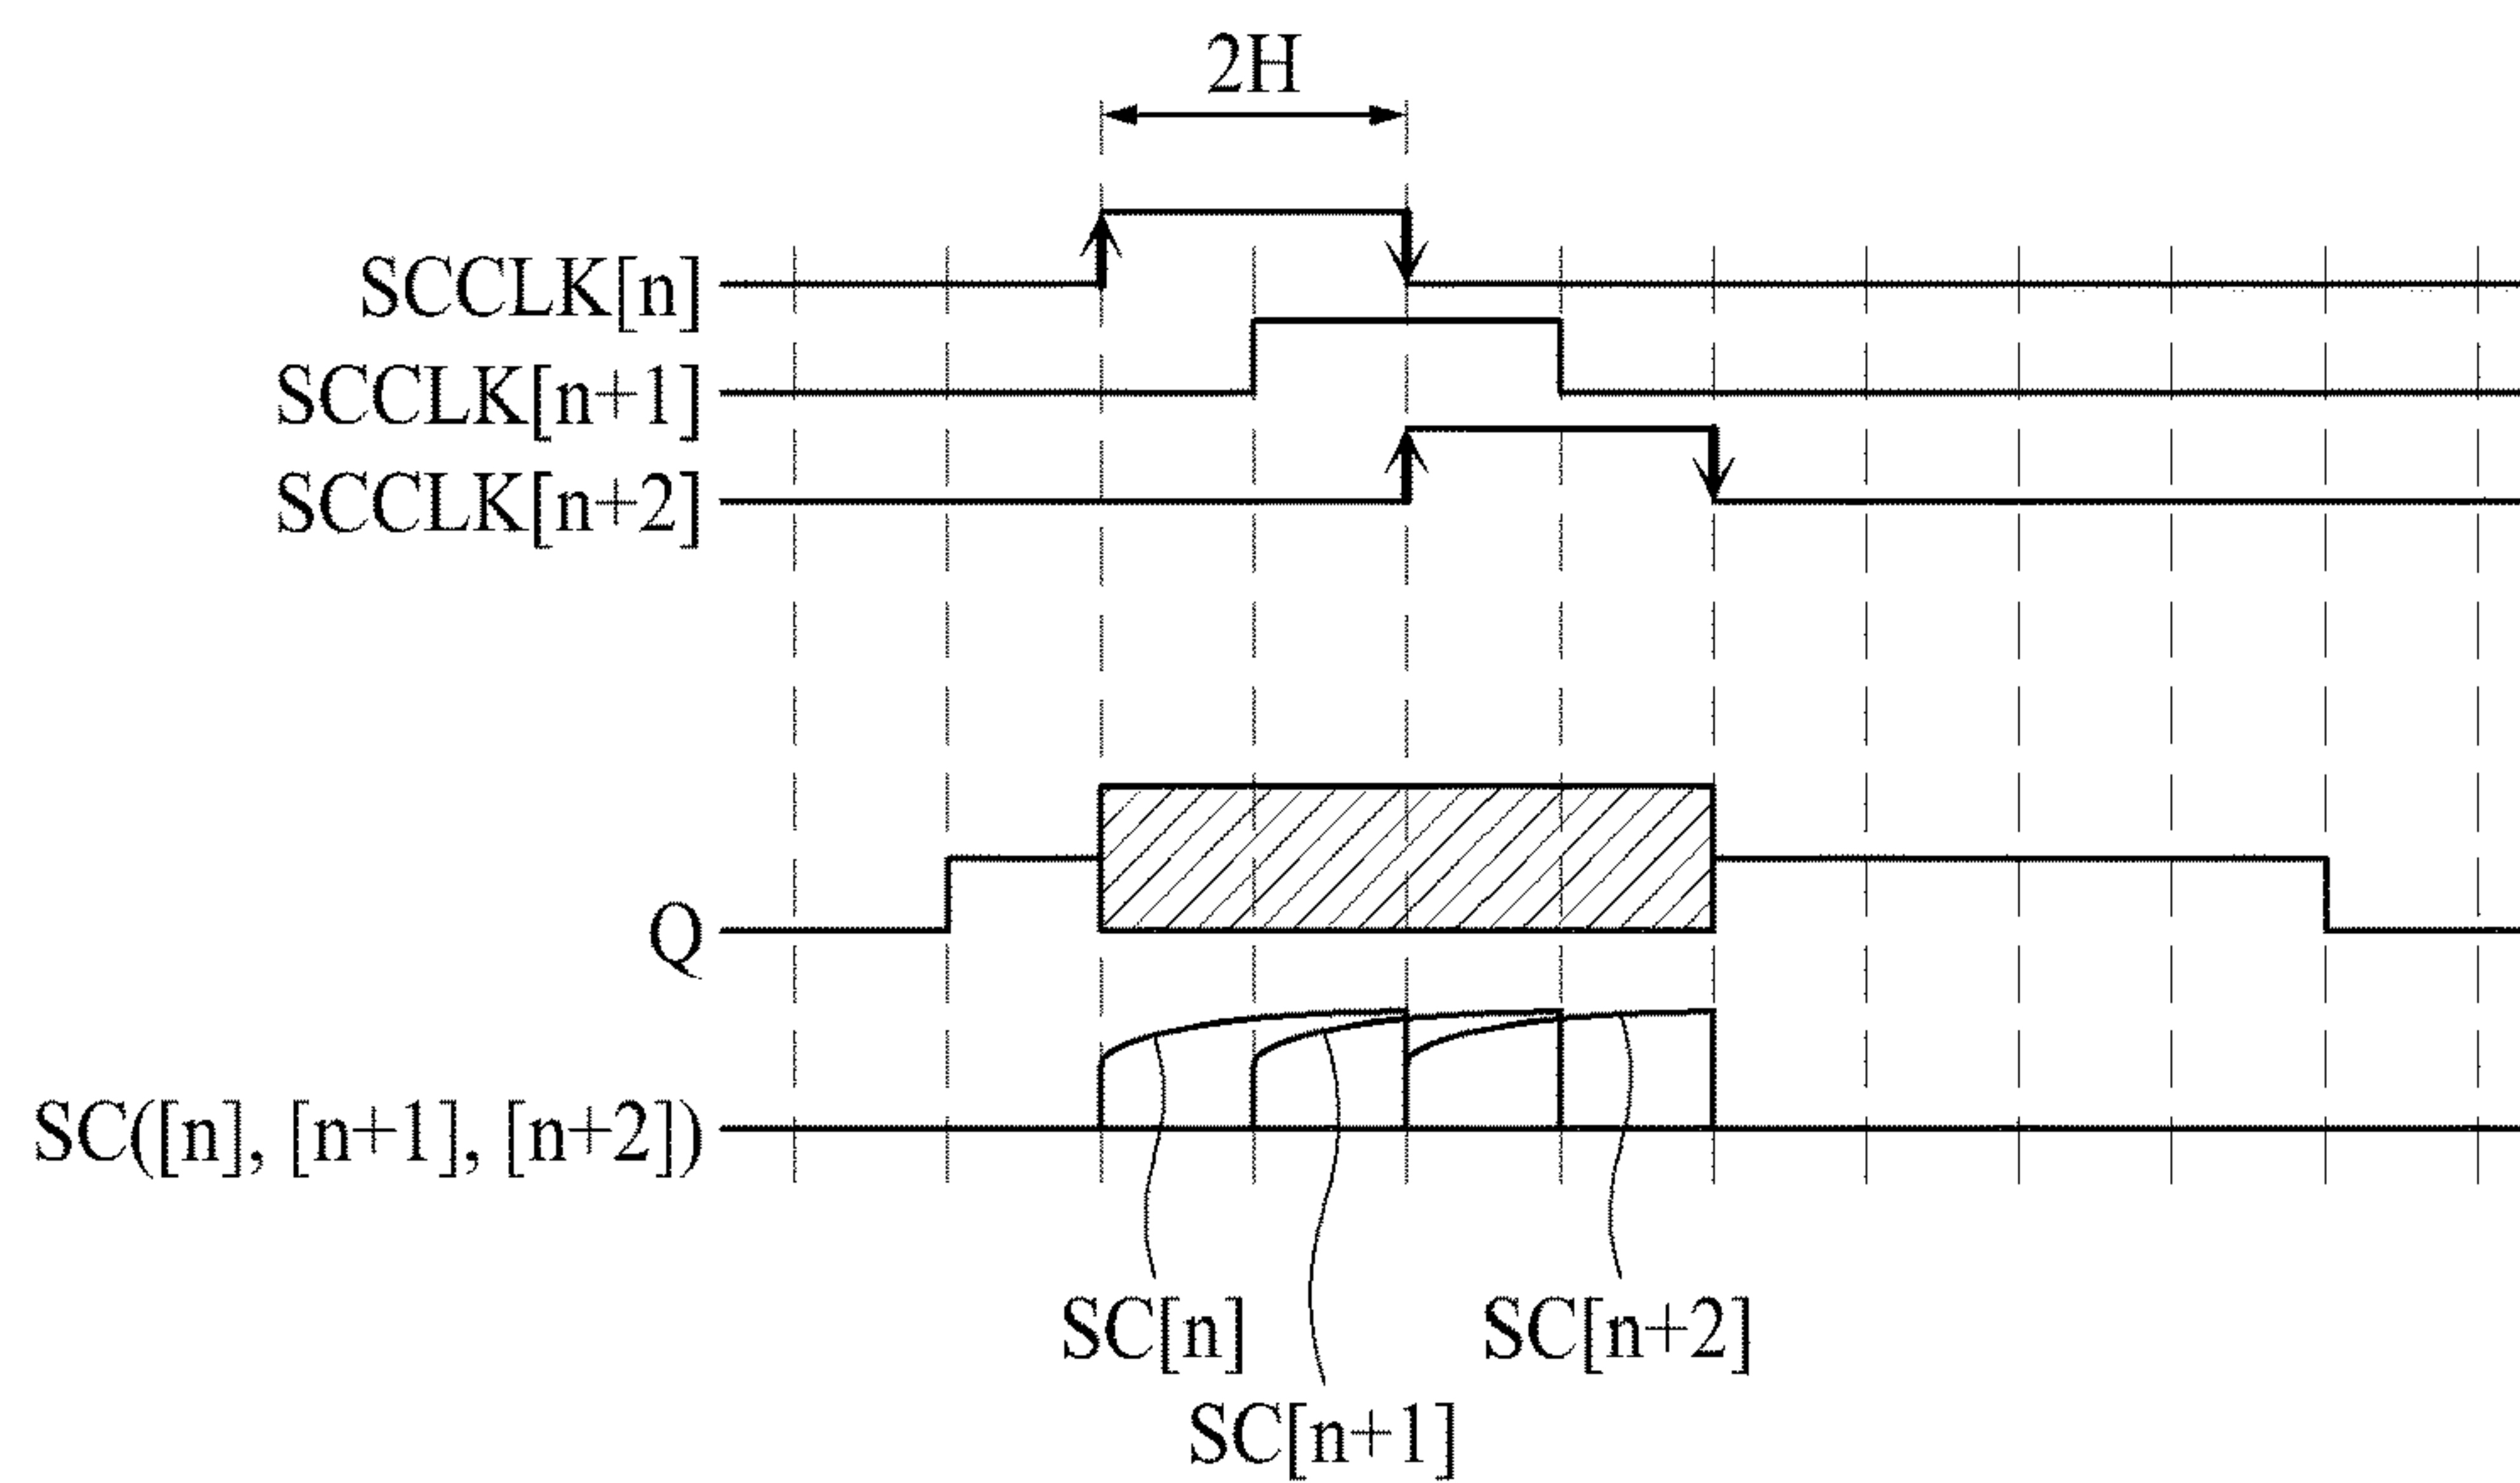 2H
SCCLK[n]
SCCLK[n+1]
SCCLK[n+2]
Q
SC([n], [n+1], [n+2])
SC[n]
SC[n+2]
SC[n+1]